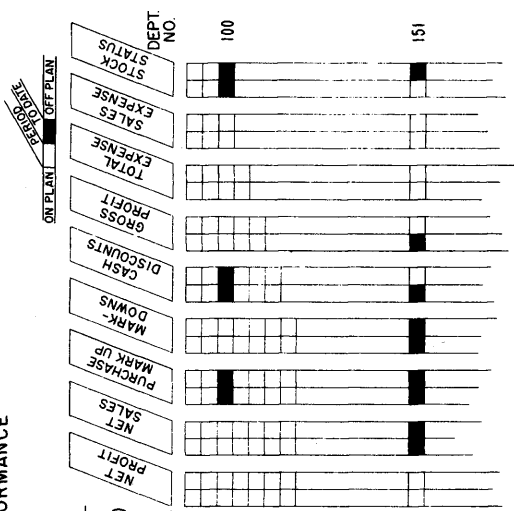 ORMANCE
PERIOD
TO DATE
ON PLAN
OFF PLAN
NET
PROFIT
NET
SALES
PURCHASE
MARK UP
MARK-
DOWNS
CASH
DISCOUNTS
GROSS
PROFIT
TOTAL
EXPENSE
SALES
EXPENSE
STOCK
STATUS
DEPT.
NO.
100
151